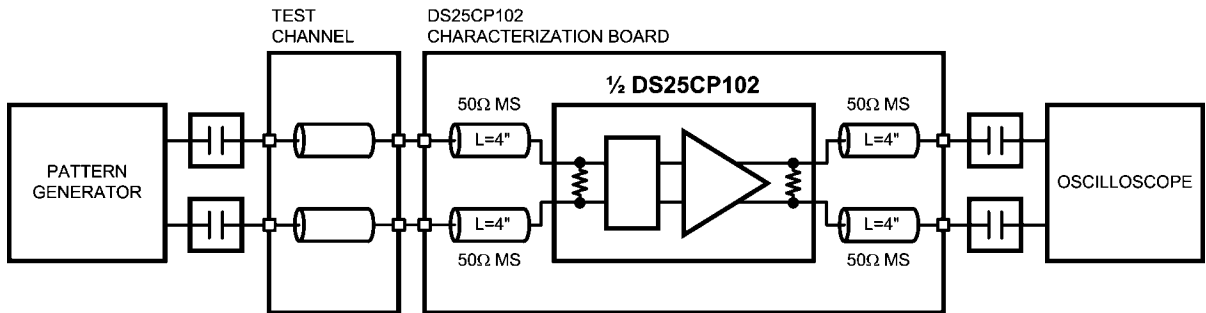 TEST
CHANNEL
DS25CP102
CHARACTERIZATION BOARD
½ DS25CP102
50Ω MS
50Ω MS
L=4"
L=4"
PATTERN
GENERATOR
OSCILLOSCOPE
L=4"
L=4"
50Ω MS
50Ω MS